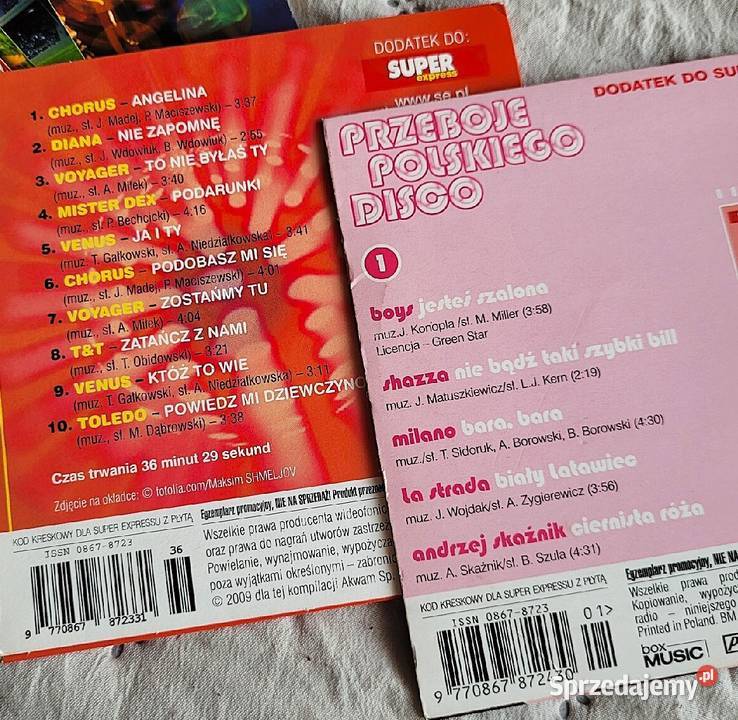 DODATEK DO:
SUPER
express
www.se.pl
1. CHORUS – ANGELINA
(muz., sł. J. Madej, P. Maciszewski) – 3:37
2. DIANA – NIE ZAPOMNĘ
(muz., sł. J. Wdowiuk, B. Wdowiuk) – 2:55
3. VOYAGER – TO NIE BYŁAŚ TY
(muz., sł. A. Miłek) – 3:40
4. MISTER DEX – PODARUNKI
(muz., sł. P. Bechcicki) – 4.16
5. VENUS – JA I TY
(muz. T. Gałkowski, sł. A. Niedziałkowska) – 3:41
6. CHORUS – PODOBASZ MI SIĘ
(muz., sł. J. Madej, P. Maciszewski) – 4:01
7. VOYAGER – ZOSTAŃMY TU
(muz., sł. A. Miłek) – 4:04
8. T&T – ZATAŃCZ Z NAMI
(muz., sł. T. Obidowski) – 3:21
9. VENUS – KTÓŻ TO WIE
(muz. T. Gałkowski, sł. A. Niedziałkowska) – 3:11
10. TOLEDO – POWIEDZ MI DZIEWCZYNO
(muz., sł. M. Dąbrowski) – 3:38
Czas trwania 36 minut 29 sekund
Zdjęcie na okładce: © fotolia.com/Maksim SHMELJOV
KOD KRESKOWY DLA SUPER EXPRESSU Z PŁYTĄ
ISSN 0867-8723
36
9 770867 872331
Egzemplarz promocyjny, NIE NA SPRZEDAŻ! Produkt
Wszelkie prawa producenta
oraz prawa do nagrań utworów
Powielanie, wynajmowanie,
poza wyjątkami określonymi –
© 2009 dla tej kompilacji Akwam Sp.
DODATEK DO
PRZEBOJE
POLSKIEGO
DISCO
1
boys jesteś szalona
muz.J. Konopla /sł. M. Miller (3:58)
Licencja – Green Star
shazza nie bądź taki szybki bill
muz. J. Matuszkiewicz/sł. L.J. Kern (2:19)
milano bara, bara
muz./sł. T. Sidoruk, A. Borowski, B. Borowski (4:30)
la strada biały latawiec
muz. J. Wojdak/sł. A. Zygierewicz (3:56)
andrzej skaźnik ciernista róża
muz. A. Skaźnik/sł. B. Szula (4:31)
KOD KRESKOWY DLA SUPER EXPRESSU Z PŁYTĄ
ISSN 0867-8723
01>
9 770867 872430
Egzemplarz promocyjny, NIE NA
Wszelkie prawa
Kopiowanie,
radio – niniejszego
Printed in Poland. BM
box
MUSIC
Sprzedajemy.pl